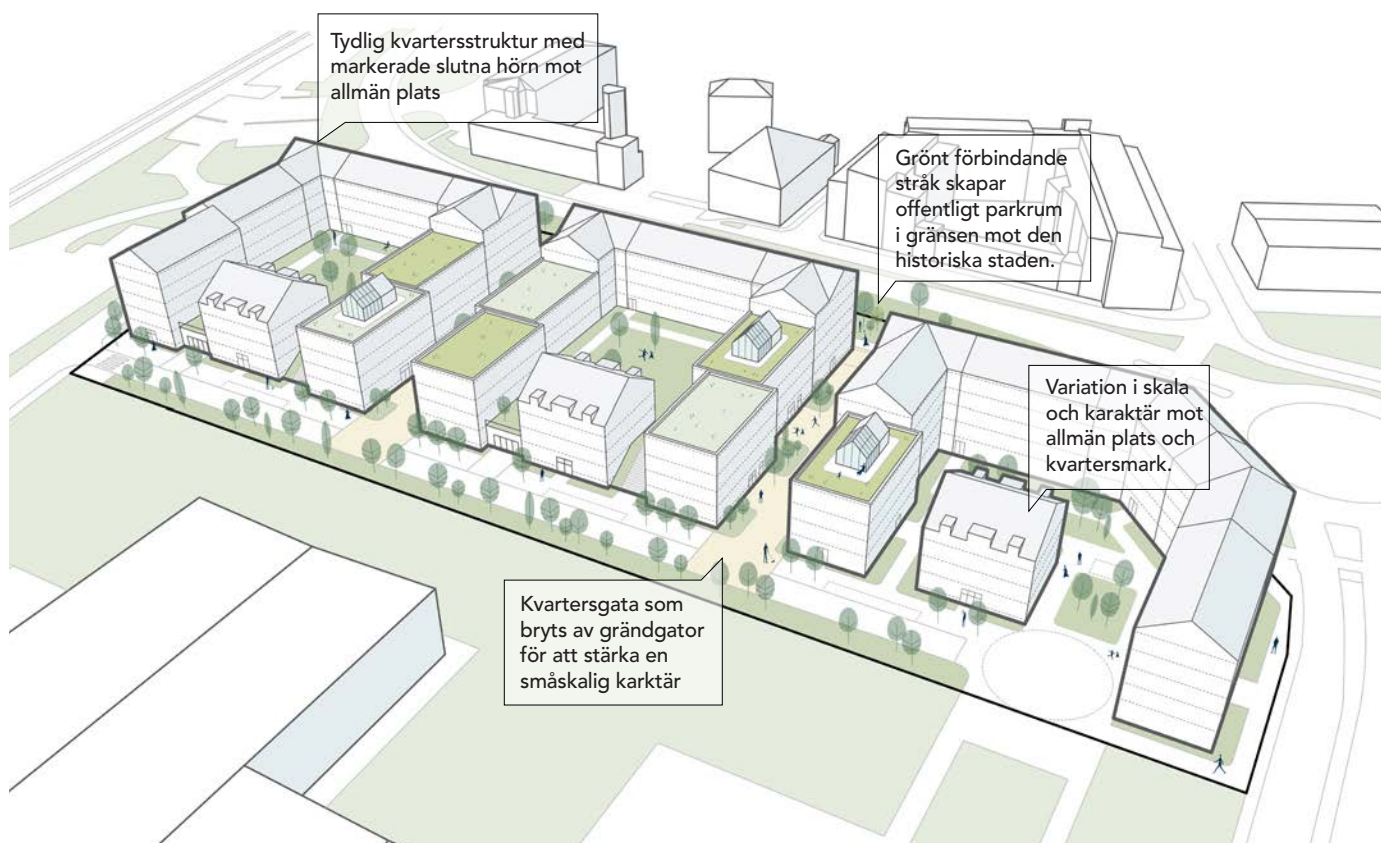 Tydlig kvartersstruktur med
markerade slutna hörn mot
allmän plats
Grönt förbindande
stråk skapar
offentligt parkrum
i gränsen mot den
historiska staden.
Variation i skala
och karaktär mot
allmän plats och
kvartersmark.
Kvartersgata som
bryts av grändgator
för att stärka en
småskalig karktär